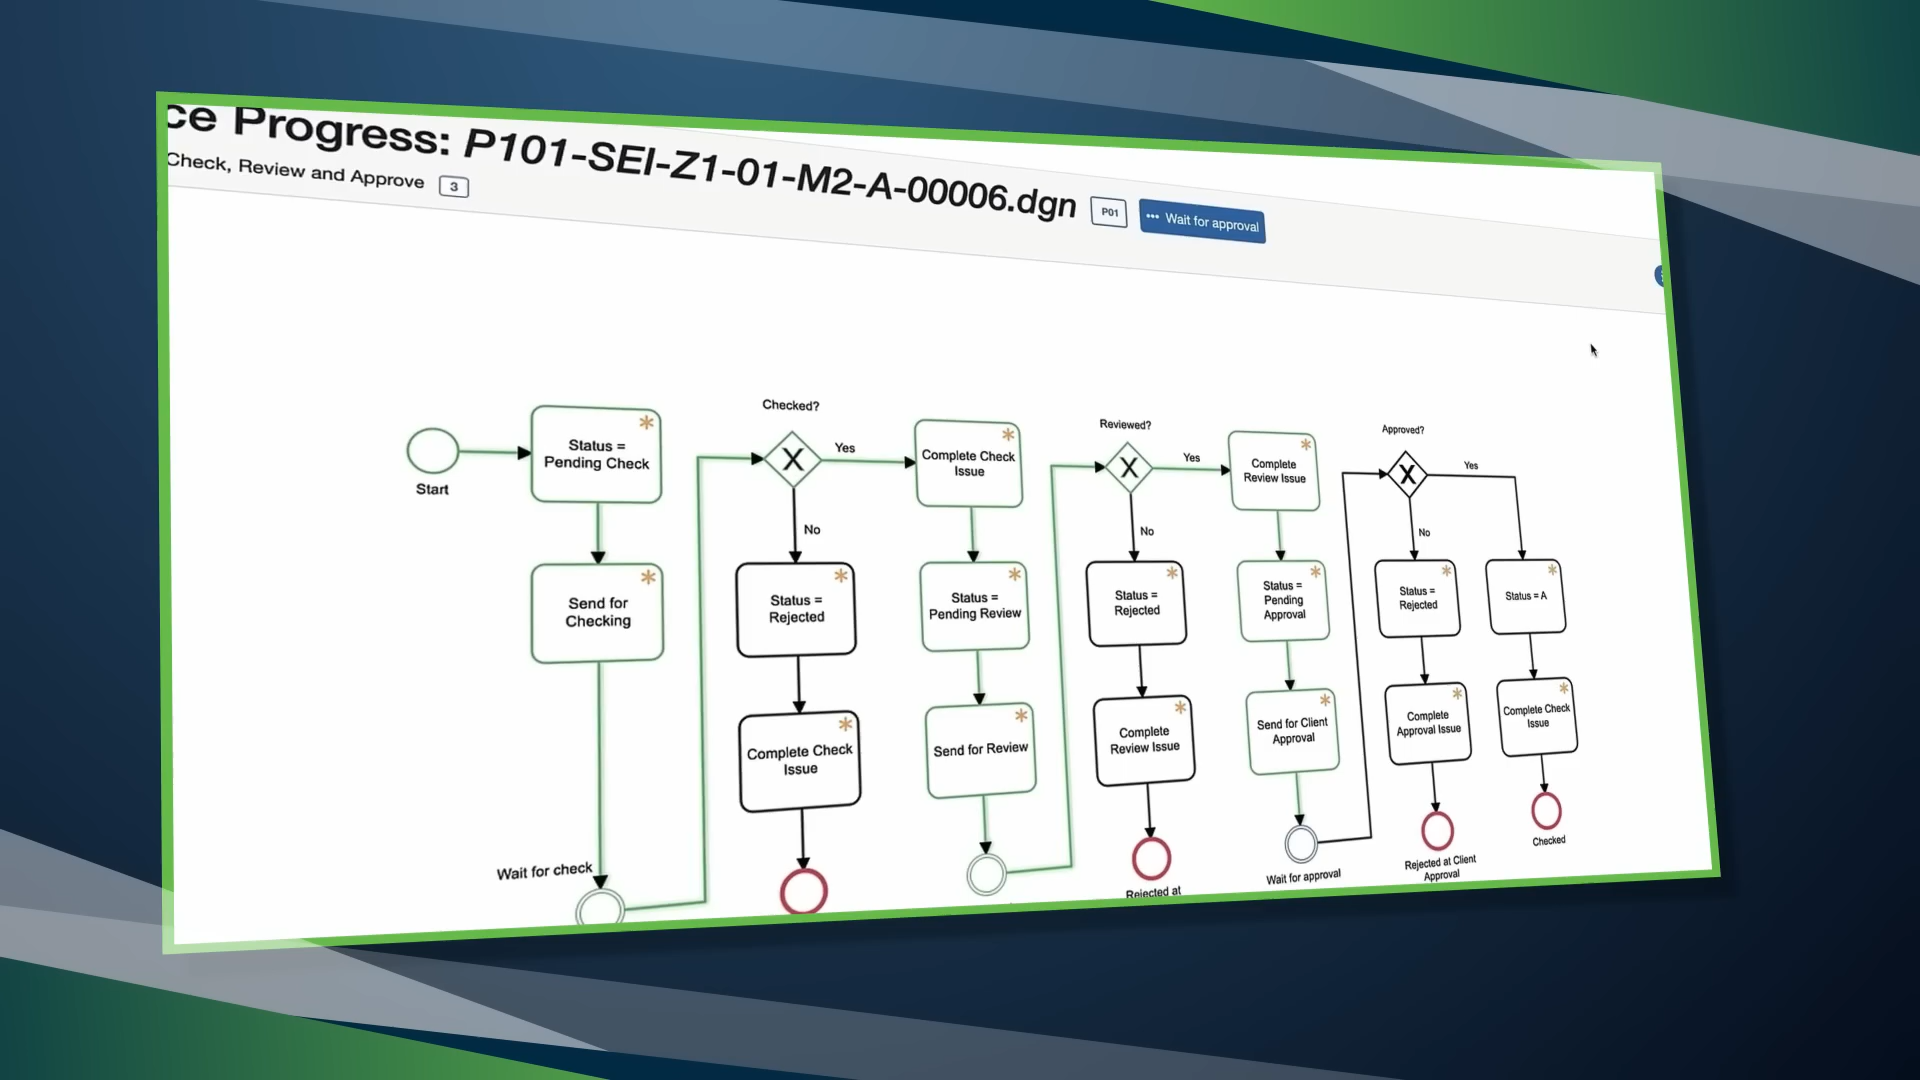 ce Progress: P101-SEI-Z1-01-M2-A-00006.dgn
P01
••• Wait for approval
Check, Review and Approve
3
Start
Status =
Pending Check
Send for
Checking
Wait for check
Checked?
X
Yes
No
Status =
Rejected
Complete Check
Issue
Complete Check
Issue
Status =
Pending Review
Send for Review
Reviewed?
X
Yes
No
Status =
Rejected
Complete
Review Issue
Rejected at
Complete
Review Issue
Status =
Pending
Approval
Send for Client
Approval
Wait for approval
Approved?
X
Yes
No
Status =
Rejected
Complete
Approval Issue
Rejected at Client
Approval
Status = A
Complete Check
Issue
Checked